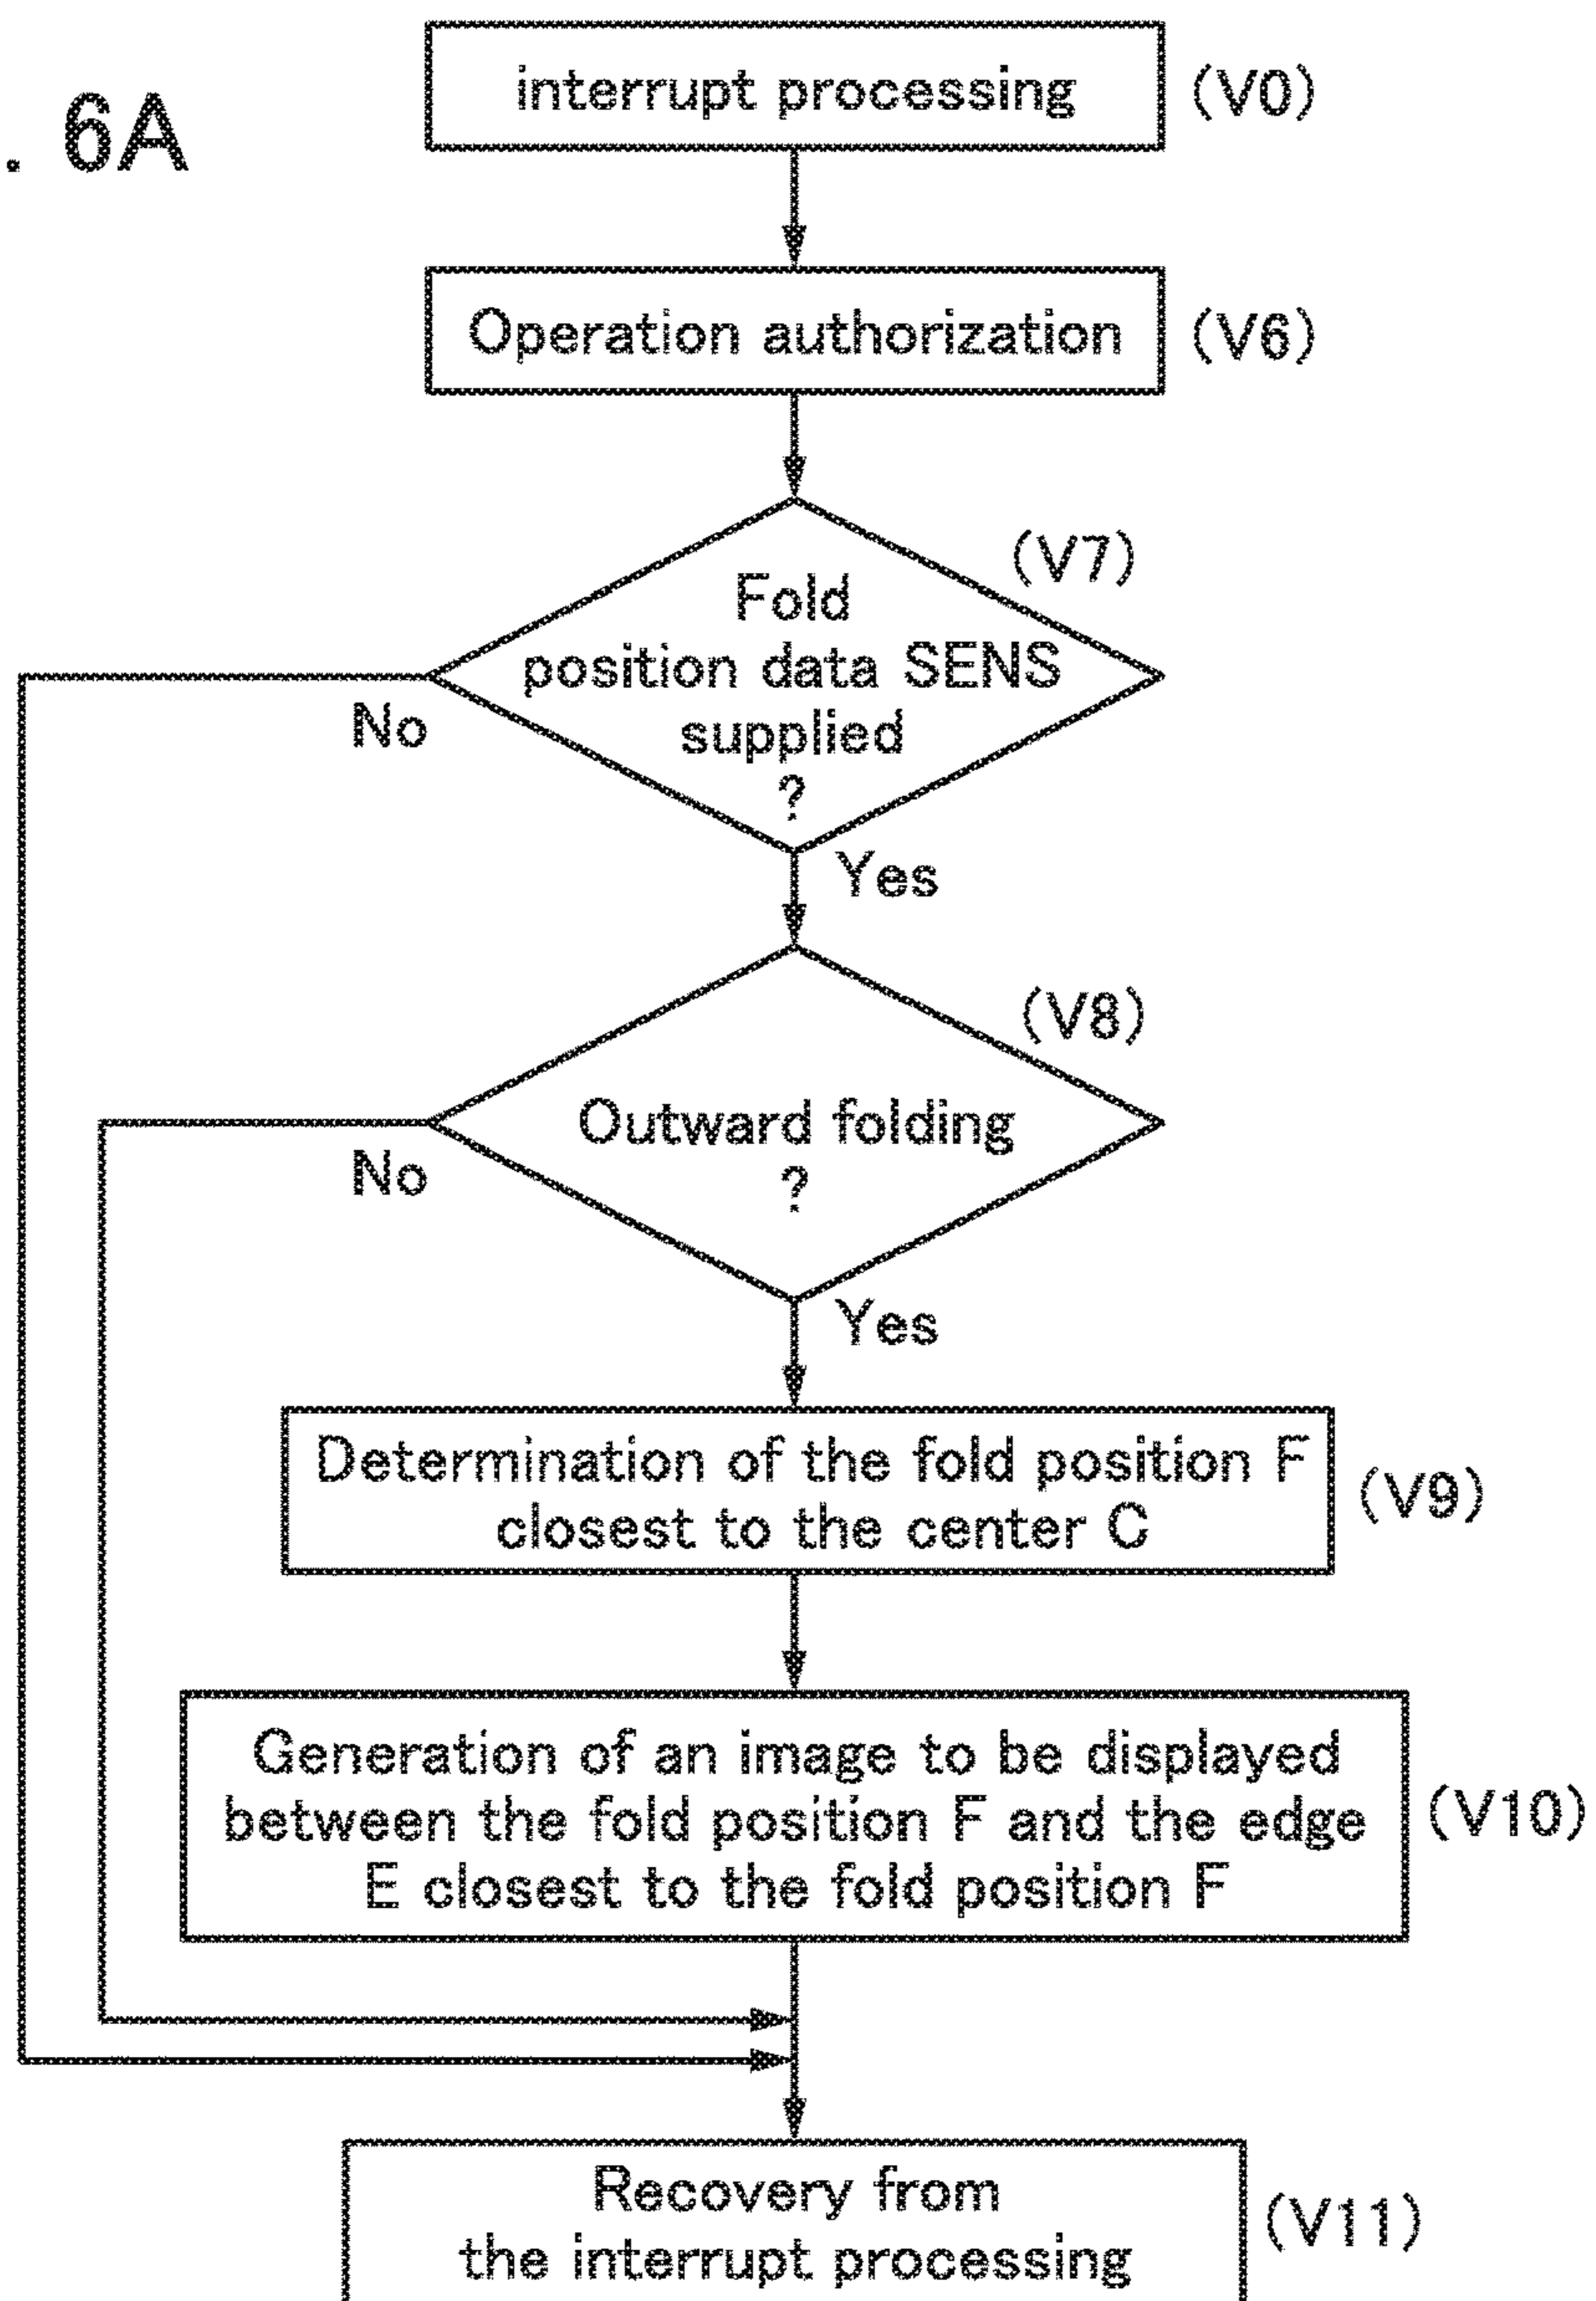 interrupt processing (V0)
. 6A
Operation authorization (V6)
(V7)
Fold
position data SENS
supplied
?
No
Yes
(V8)
Outward folding
?
No
Yes
Determination of the fold position F
closest to the center C
(V9)
Generation of an image to be displayed
between the fold position F and the edge
E closest to the fold position F
(V10)
Recovery from
the interrupt processing
(V11)